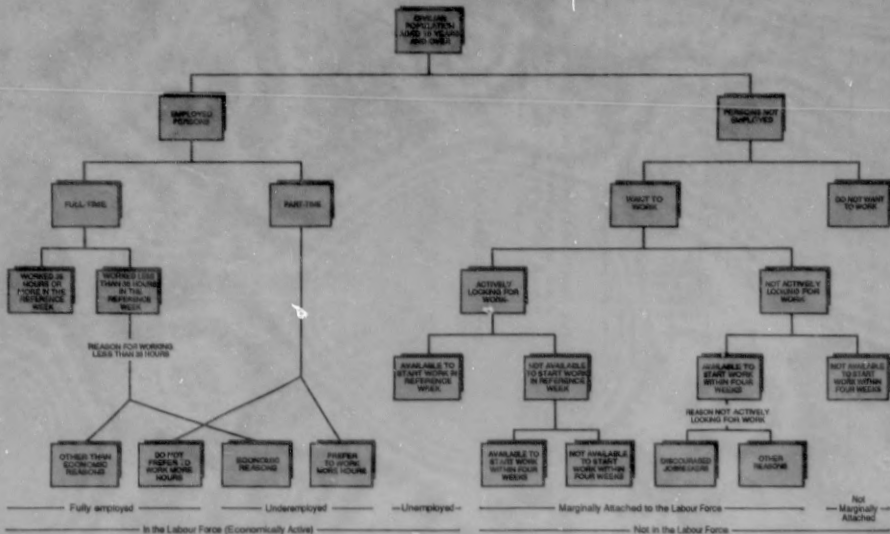 CIVILIAN
POPULATION
AGED 15 YEARS
AND OVER
EMPLOYED
PERSONS
PERSONS NOT
EMPLOYED
FULL-TIME
PART-TIME
WANT TO
WORK
DO NOT WANT
TO WORK
WORKED 35
HOURS OR
MORE IN THE
REFERENCE
WEEK
WORKED LESS
THAN 35 HOURS
IN THE
REFERENCE
WEEK
ACTIVELY
LOOKING FOR
WORK
NOT ACTIVELY
LOOKING FOR
WORK
REASON FOR WORKING
LESS THAN 35 HOURS
AVAILABLE TO
START WORK IN
REFERENCE
WEEK
NOT AVAILABLE
TO START WORK
IN REFERENCE
WEEK
AVAILABLE TO
START WORK
WITHIN FOUR
WEEKS
NOT AVAILABLE
TO START
WORK WITHIN
FOUR WEEKS
REASON NOT ACTIVELY
LOOKING FOR WORK
OTHER THAN
ECONOMIC
REASONS
DO NOT
PREFER TO
WORK MORE
HOURS
ECONOMIC
REASONS
PREFER
TO WORK
MORE HOURS
AVAILABLE TO
START WORK
WITHIN FOUR
WEEKS
NOT AVAILABLE
TO START
WORK WITHIN
FOUR WEEKS
DISCOURAGED
JOBSEEKERS
OTHER
REASONS
Fully employed
Underemployed
Unemployed
Marginally Attached to the Labour Force
Not
Marginally
Attached
In the Labour Force (Economically Active)
Not in the Labour Force